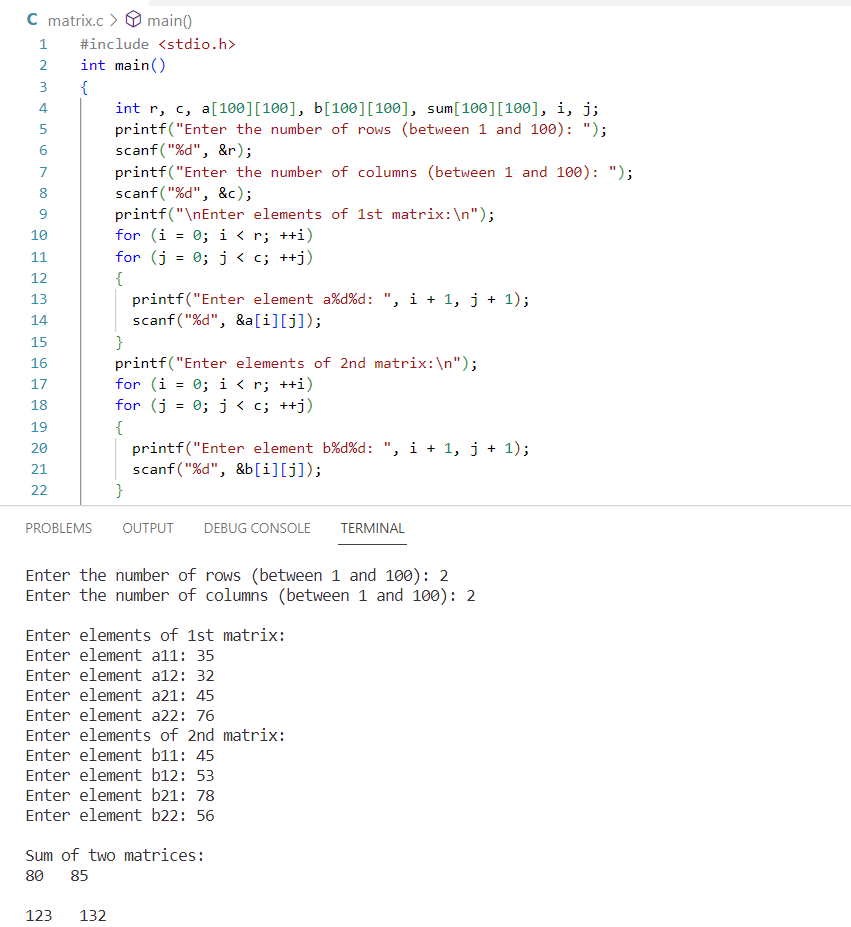 C matrix.c > main()
1 #include <stdio.h>
2 int main()
3 {
4 int r, c, a[100][100], b[100][100], sum[100][100], i, j;
5 printf("Enter the number of rows (between 1 and 100): ");
6 scanf("%d", &r);
7 printf("Enter the number of columns (between 1 and 100): ");
8 scanf("%d", &c);
9 printf("\nEnter elements of 1st matrix:\n");
10 for (i = 0; i < r; ++i)
11 for (j = 0; j < c; ++j)
12 {
13 printf("Enter element a%d%d: ", i + 1, j + 1);
14 scanf("%d", &a[i][j]);
15 }
16 printf("Enter elements of 2nd matrix:\n");
17 for (i = 0; i < r; ++i)
18 for (j = 0; j < c; ++j)
19 {
20 printf("Enter element b%d%d: ", i + 1, j + 1);
21 scanf("%d", &b[i][j]);
22 }
PROBLEMS OUTPUT DEBUG CONSOLE TERMINAL
Enter the number of rows (between 1 and 100): 2
Enter the number of columns (between 1 and 100): 2
Enter elements of 1st matrix:
Enter element a11: 35
Enter element a12: 32
Enter element a21: 45
Enter element a22: 76
Enter elements of 2nd matrix:
Enter element b11: 45
Enter element b12: 53
Enter element b21: 78
Enter element b22: 56
Sum of two matrices:
80 85
123 132